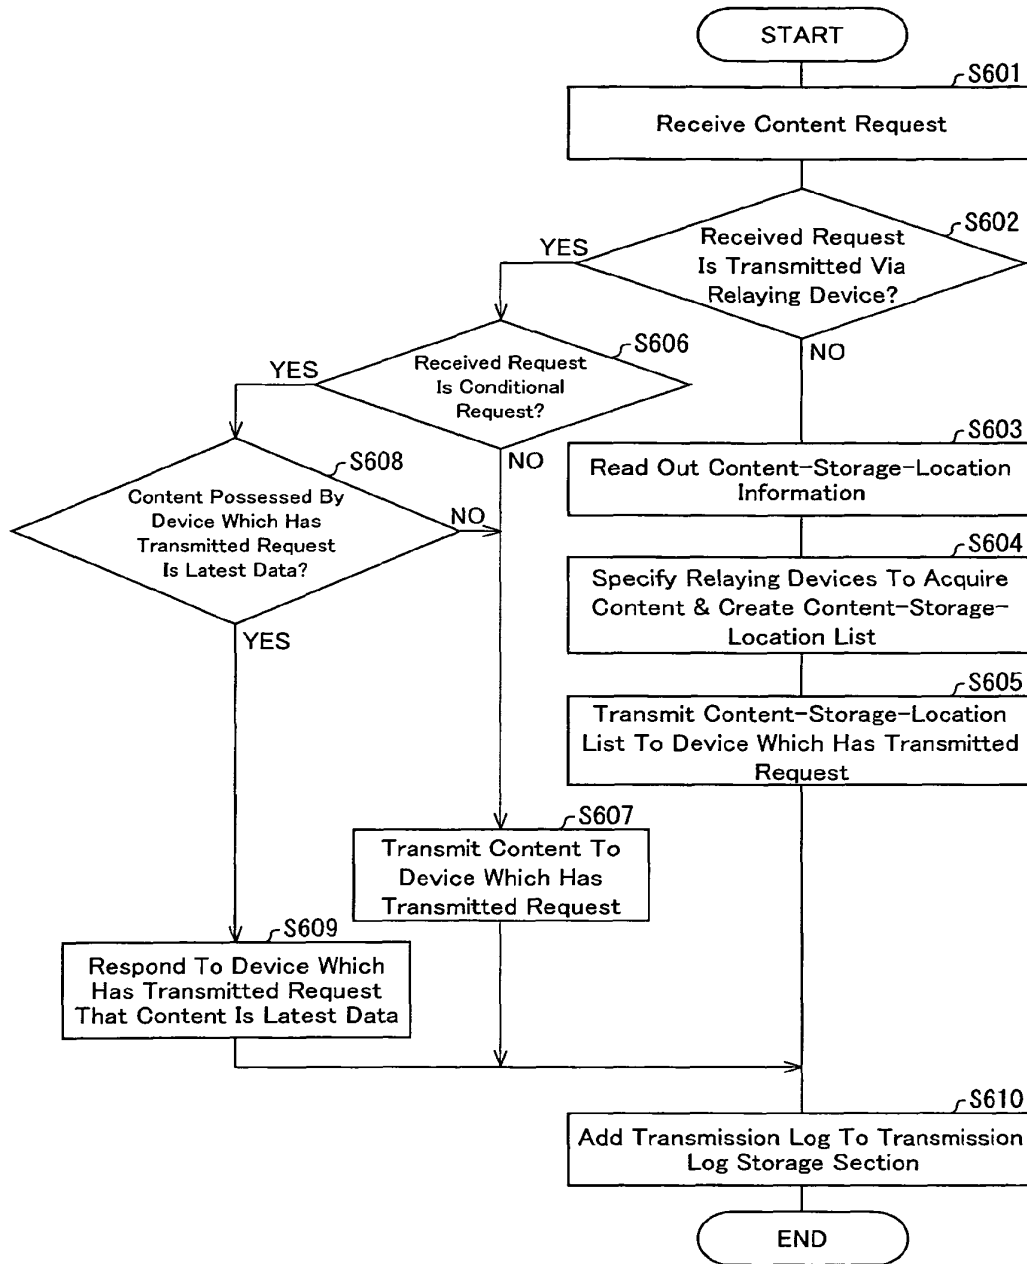 START
S601
Receive Content Request
S602
Received Request
Is Transmitted Via
Relaying Device?
YES
NO
S606
Received Request
Is Conditional
Request?
YES
NO
S603
Read Out Content-Storage-Location
Information
S608
Content Possessed By
Device Which Has
Transmitted Request
Is Latest Data?
NO
YES
S604
Specify Relaying Devices To Acquire
Content & Create Content-Storage-
Location List
S605
Transmit Content-Storage-Location
List To Device Which Has Transmitted
Request
S607
Transmit Content To
Device Which Has
Transmitted Request
S609
Respond To Device Which
Has Transmitted Request
That Content Is Latest Data
S610
Add Transmission Log To Transmission
Log Storage Section
END